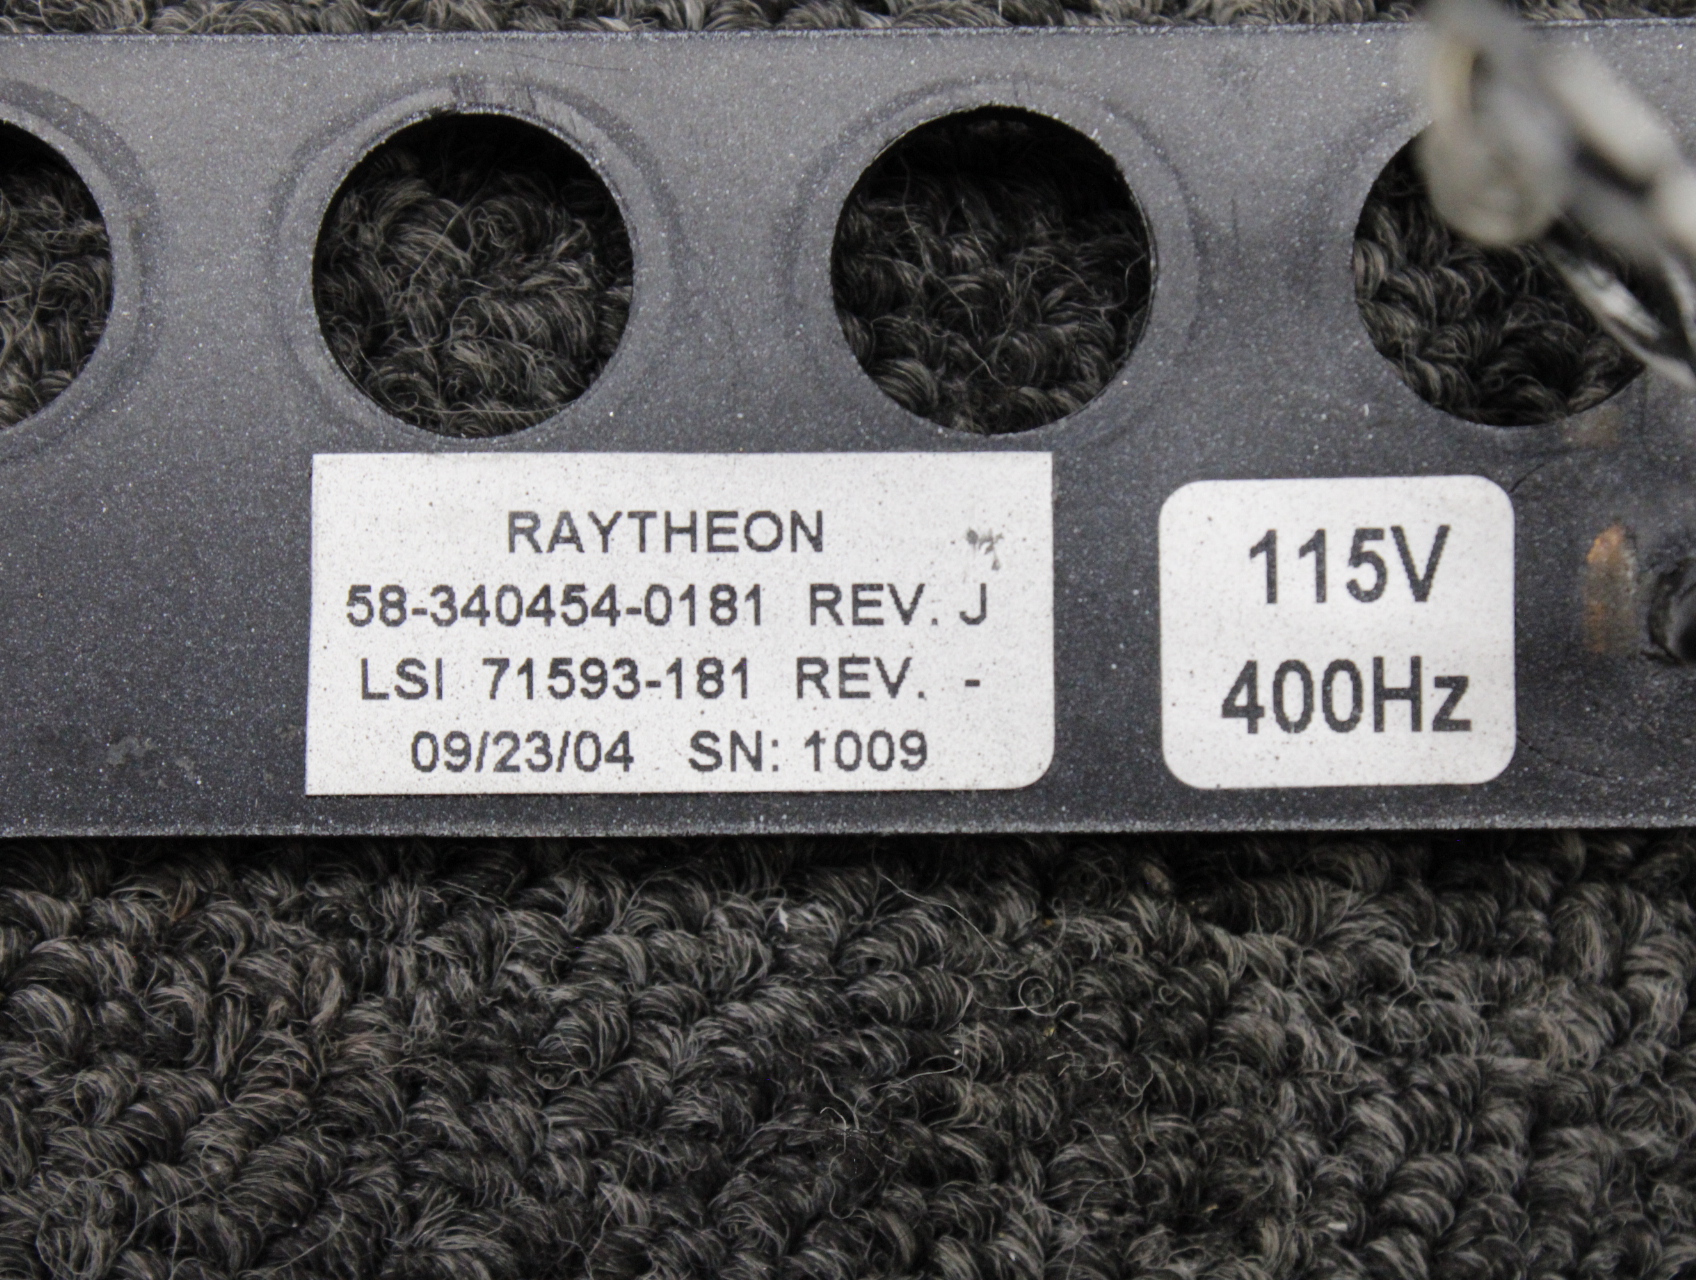 RAYTHEON
58-340454-0181 REV. J
LSI 71593-181 REV. -
09/23/04 SN: 1009
115V
400Hz